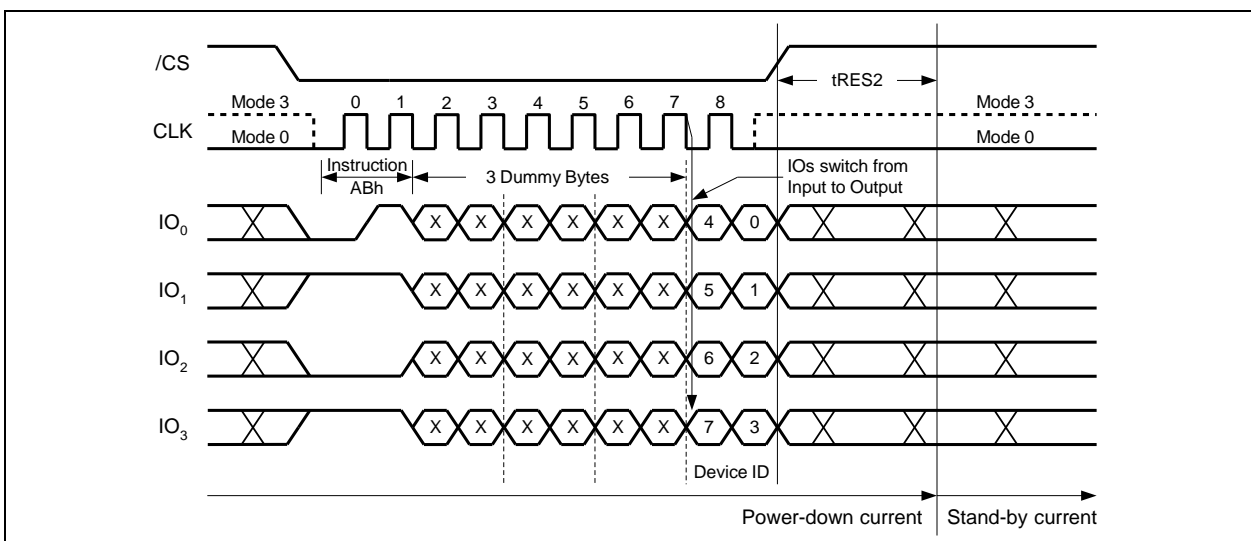 /CS
tRES2
Mode 3 0 1 2 3 4 5 6 7 8 Mode 3
CLK
Mode 0 Mode 0
Instruction
ABh
3 Dummy Bytes
IOs switch from
Input to Output
IO0 X X X X X X 4 0
IO1 X X X X X X 5 1
IO2 X X X X X X 6 2
IO3 X X X X X X 7 3
Device ID
Power-down current Stand-by current